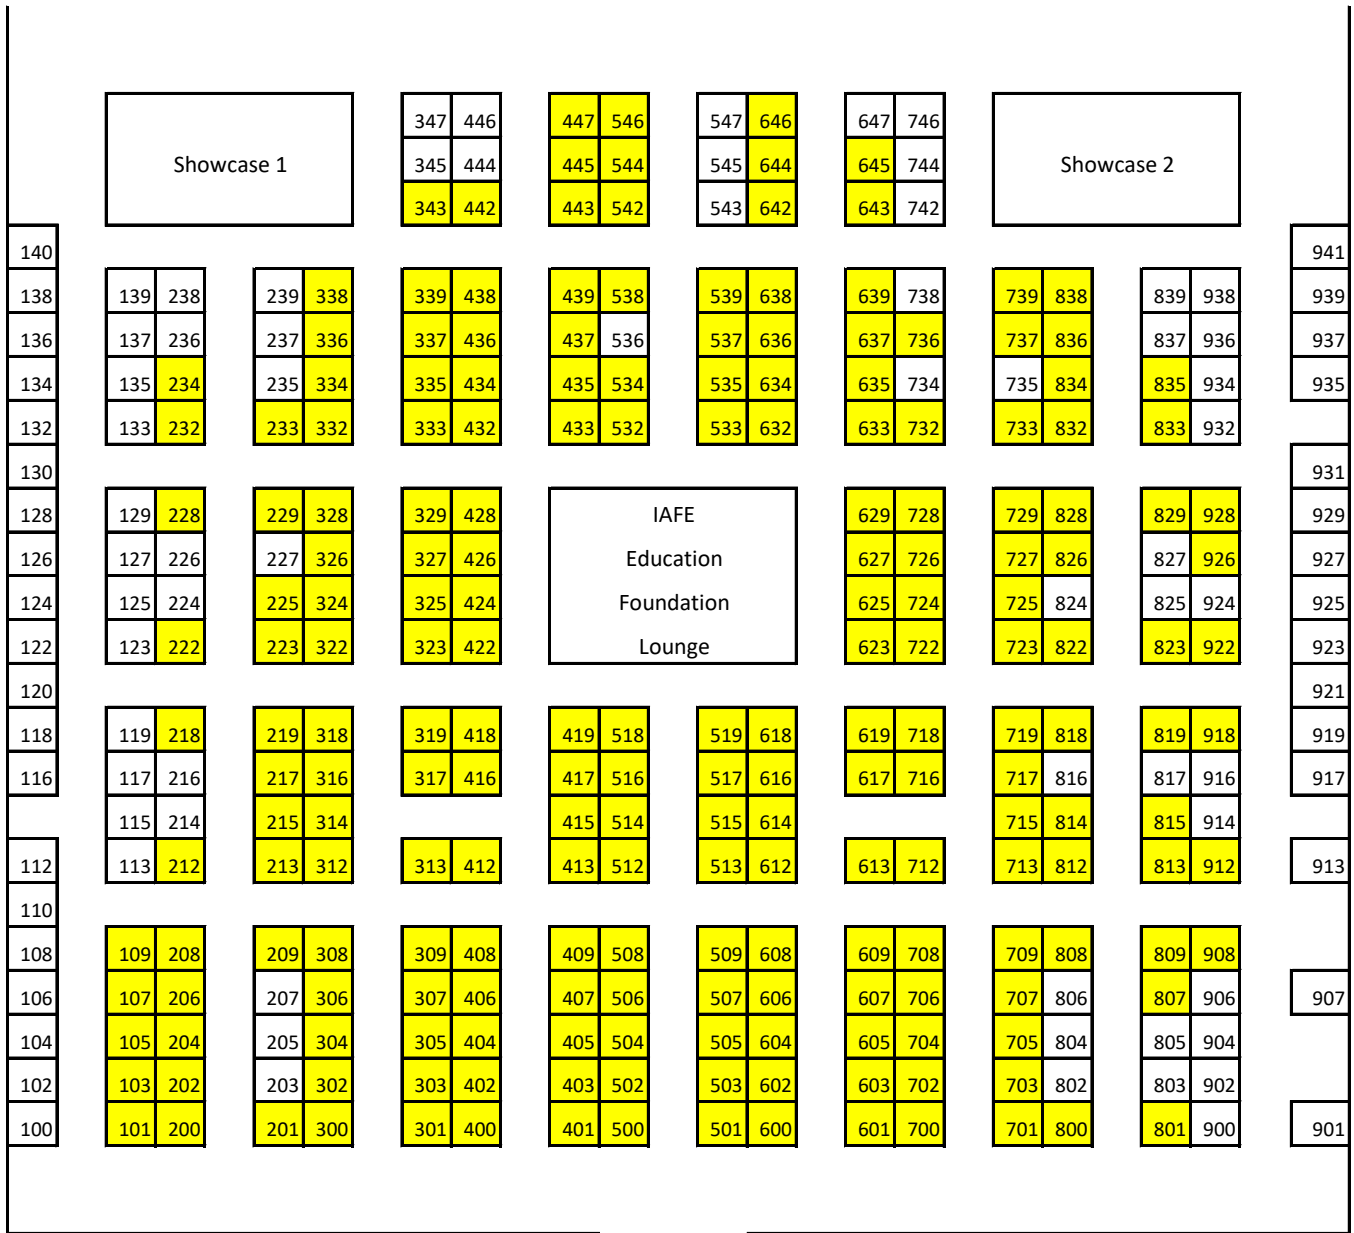 347 446 447 546 547 646 647 746
Showcase 1 345 444 445 544 545 644 645 744 Showcase 2
343 442 443 542 543 642 643 742
140 941
138 139 238 239 338 339 438 439 538 539 638 639 738 739 838 839 938 939
136 137 236 237 336 337 436 437 536 537 636 637 736 737 836 837 936 937
134 135 234 235 334 335 434 435 534 535 634 635 734 735 834 835 934 935
132 133 232 233 332 333 432 433 532 533 632 633 732 733 832 833 932
130 931
128 129 228 229 328 329 428 IAFE 629 728 729 828 829 928 929
126 127 226 227 326 327 426 Education 627 726 727 826 827 926 927
124 125 224 225 324 325 424 Foundation 625 724 725 824 825 924 925
122 123 222 223 322 323 422 Lounge 623 722 723 822 823 922 923
120 921
118 119 218 219 318 319 418 419 518 519 618 619 718 719 818 819 918 919
116 117 216 217 316 317 416 417 516 517 616 617 716 717 816 817 916 917
115 214 215 314 415 514 515 614 715 814 815 914
112 113 212 213 312 313 412 413 512 513 612 613 712 713 812 813 912 913
110
108 109 208 209 308 309 408 409 508 509 608 609 708 709 808 809 908
106 107 206 207 306 307 406 407 506 507 606 607 706 707 806 807 906 907
104 105 204 205 304 305 404 405 504 505 604 605 704 705 804 805 904
102 103 202 203 302 303 402 403 502 503 602 603 702 703 802 803 902
100 101 200 201 300 301 400 401 500 501 600 601 700 701 800 801 900 901